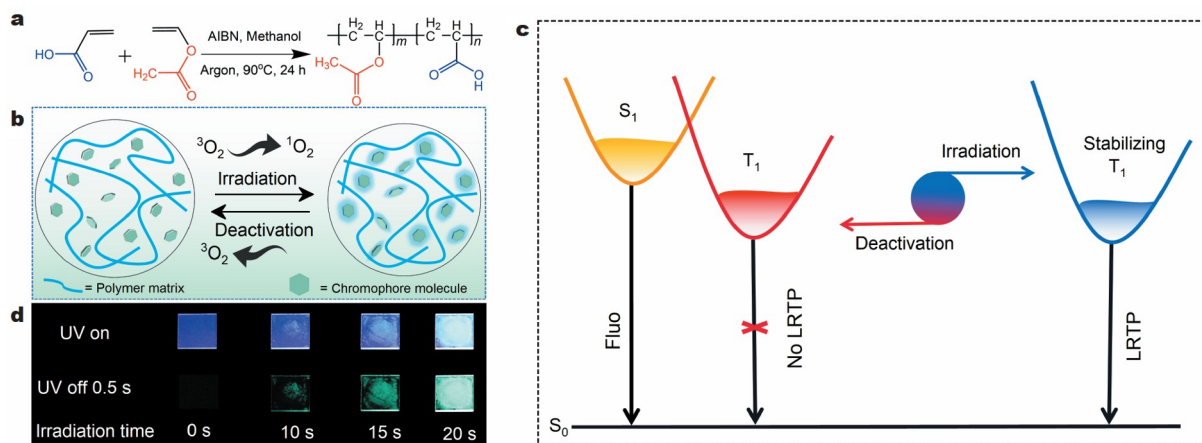 a
HO
O
+
O
H₂C
O
AIBN, Methanol
Argon, 90°C, 24 h
H₂
C
H
C
m
H₂
C
H
C
n
H₃C
O
O
O
O
H
b
³O₂
¹O₂
Irradiation
Deactivation
³O₂
= Polymer matrix
= Chromophore molecule
c
S₁
T₁
Irradiation
Deactivation
Stabilizing
T₁
Fluo
No LRTP
LRTP
S₀
d
UV on
UV off 0.5 s
Irradiation time
0 s
10 s
15 s
20 s